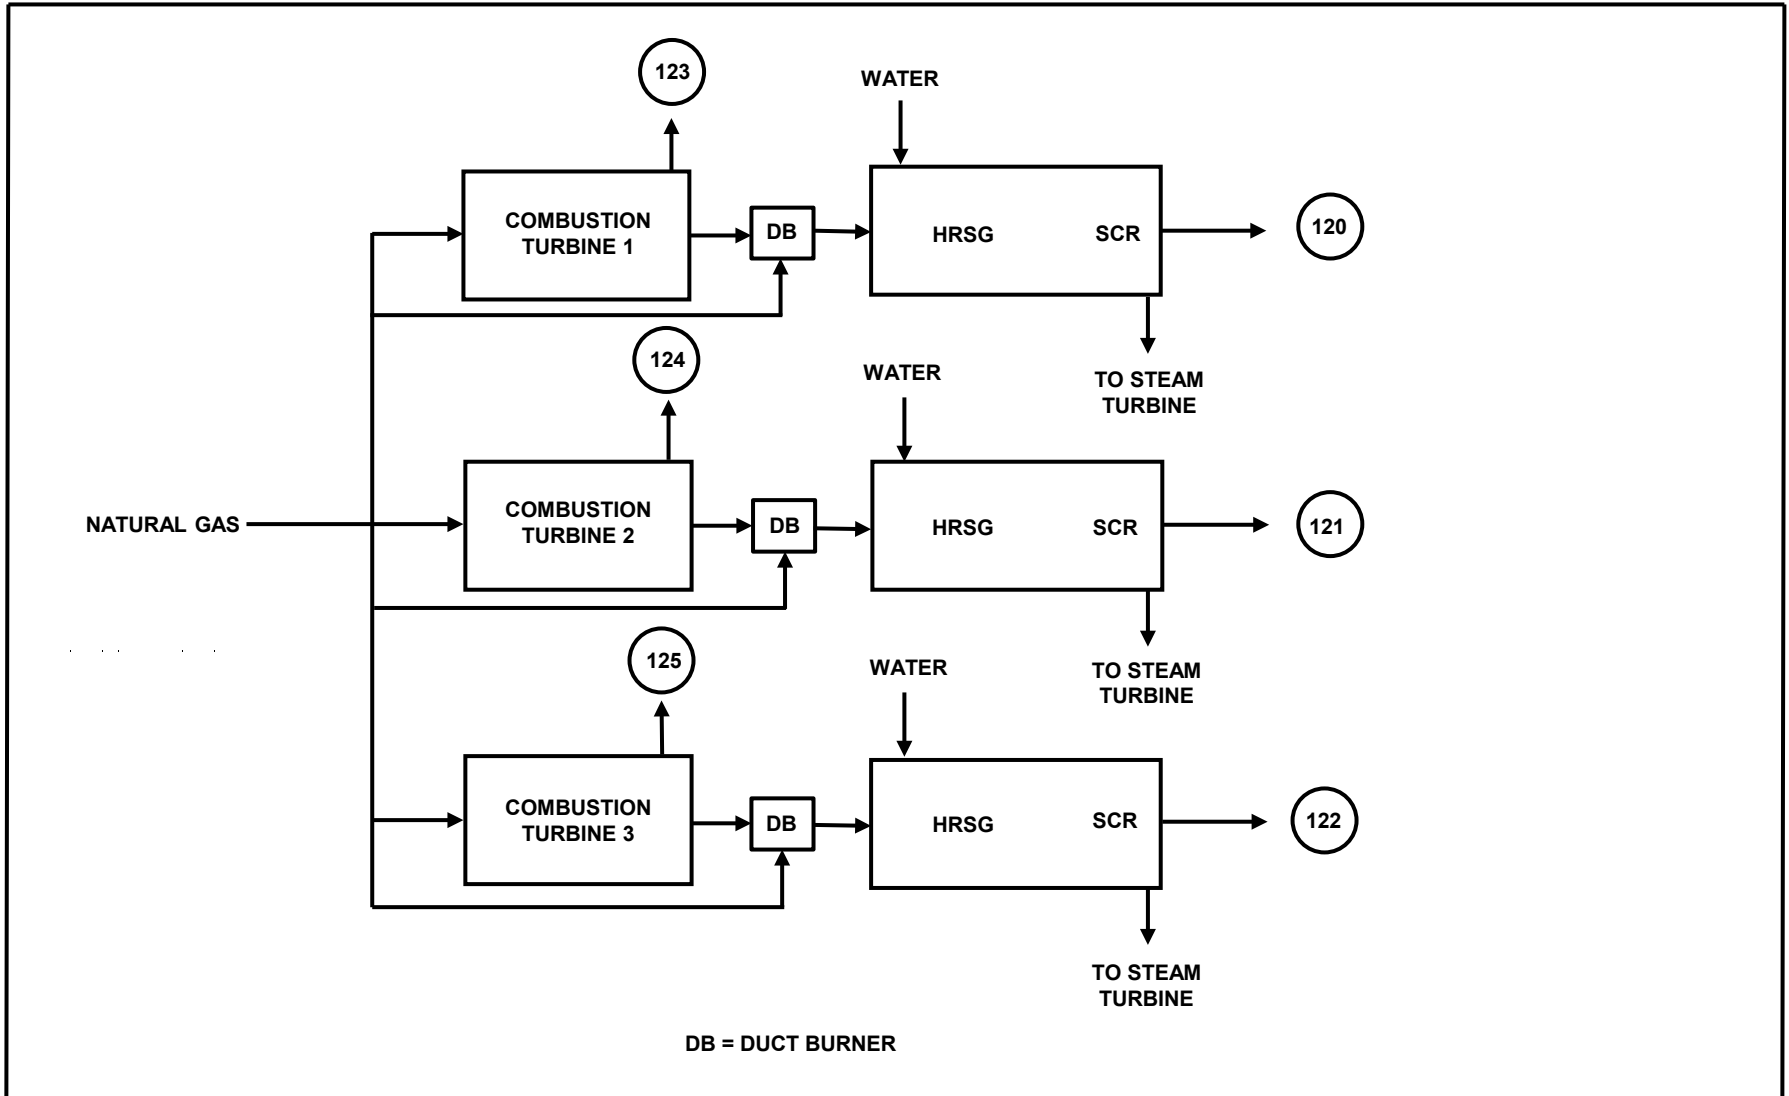 123
WATER
COMBUSTION
TURBINE 1
DB
HRSG
SCR
120
124
WATER
TO STEAM
TURBINE
NATURAL GAS
COMBUSTION
TURBINE 2
DB
HRSG
SCR
121
125
WATER
TO STEAM
TURBINE
COMBUSTION
TURBINE 3
DB
HRSG
SCR
122
TO STEAM
TURBINE
DB = DUCT BURNER